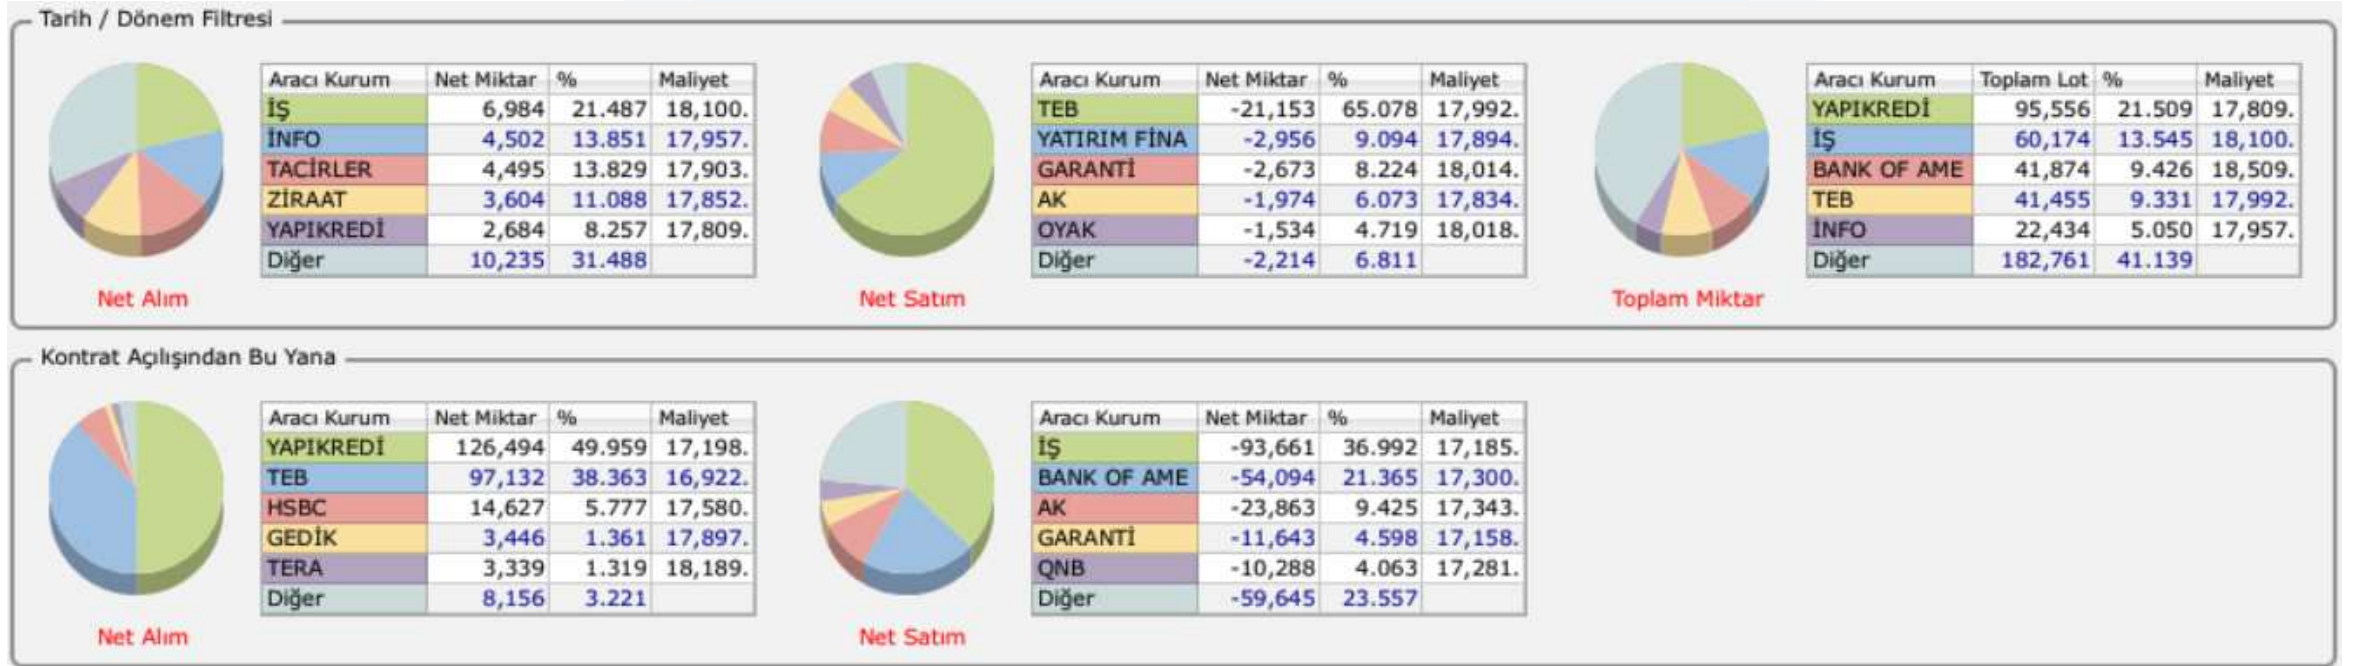 Tarih / Dönem Filtresi
Aracı Kurum Net Miktar % Maliyet
İŞ 6,984 21.487 18,100.
İNFO 4,502 13.851 17,957.
TACİRLER 4,495 13.829 17,903.
ZİRAAT 3,604 11.088 17,852.
YAPIKREDİ 2,684 8.257 17,809.
Diğer 10,235 31.488
Net Alım
Aracı Kurum Net Miktar % Maliyet
TEB -21,153 65.078 17,992.
YATIRIM FİNA -2,956 9.094 17,894.
GARANTİ -2,673 8.224 18,014.
AK -1,974 6.073 17,834.
OYAK -1,534 4.719 18,018.
Diğer -2,214 6.811
Net Satım
Aracı Kurum Toplam Lot % Maliyet
YAPIKREDİ 95,556 21.509 17,809.
İŞ 60,174 13.545 18,100.
BANK OF AME 41,874 9.426 18,509.
TEB 41,455 9.331 17,992.
İNFO 22,434 5.050 17,957.
Diğer 182,761 41.139
Toplam Miktar
Kontrat Açılışından Bu Yana
Aracı Kurum Net Miktar % Maliyet
YAPIKREDİ 126,494 49.959 17,198.
TEB 97,132 38.363 16,922.
HSBC 14,627 5.777 17,580.
GEDİK 3,446 1.361 17,897.
TERA 3,339 1.319 18,189.
Diğer 8,156 3.221
Net Alım
Aracı Kurum Net Miktar % Maliyet
İŞ -93,661 36.992 17,185.
BANK OF AME -54,094 21.365 17,300.
AK -23,863 9.425 17,343.
GARANTİ -11,643 4.598 17,158.
QNB -10,288 4.063 17,281.
Diğer -59,645 23.557
Net Satım